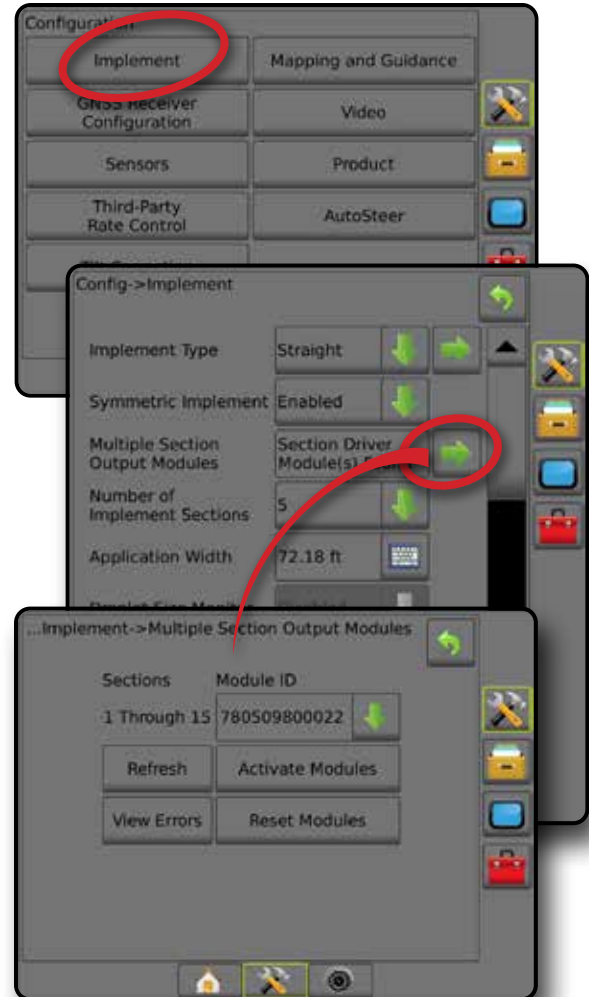 Configuration
Implement
Mapping and Guidance
GNSS Receiver
Configuration
Video
Sensors
Product
Third-Party
Rate Control
AutoSteer
Config->Implement
Implement Type
Straight
Symmetric Implement
Enabled
Multiple Section
Output Modules
Section Driver
Module(s)
Number of
Implement Sections
5
Application Width
72.18 ft
...Implement->Multiple Section Output Modules
Sections
Module ID
1 Through 15
780509800022
Refresh
Activate Modules
View Errors
Reset Modules